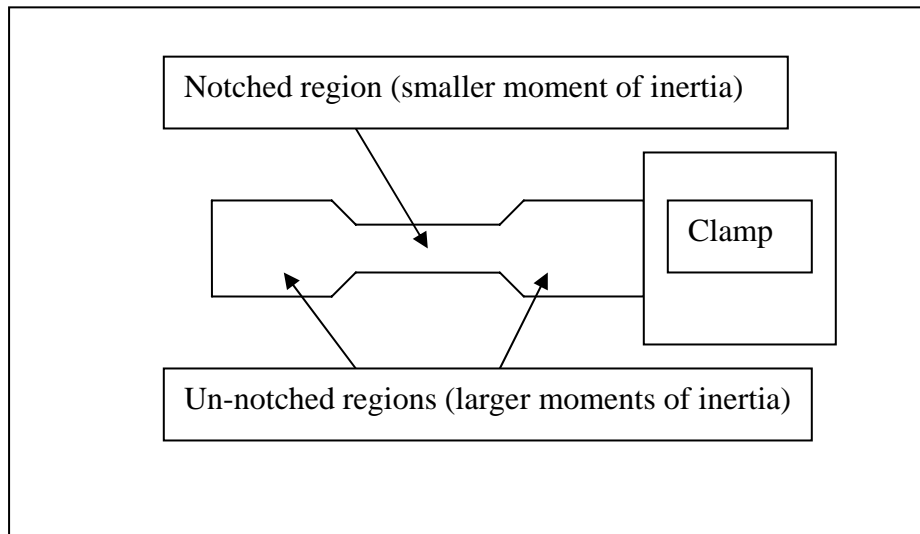 Notched region (smaller moment of inertia)
Clamp
Un-notched regions (larger moments of inertia)